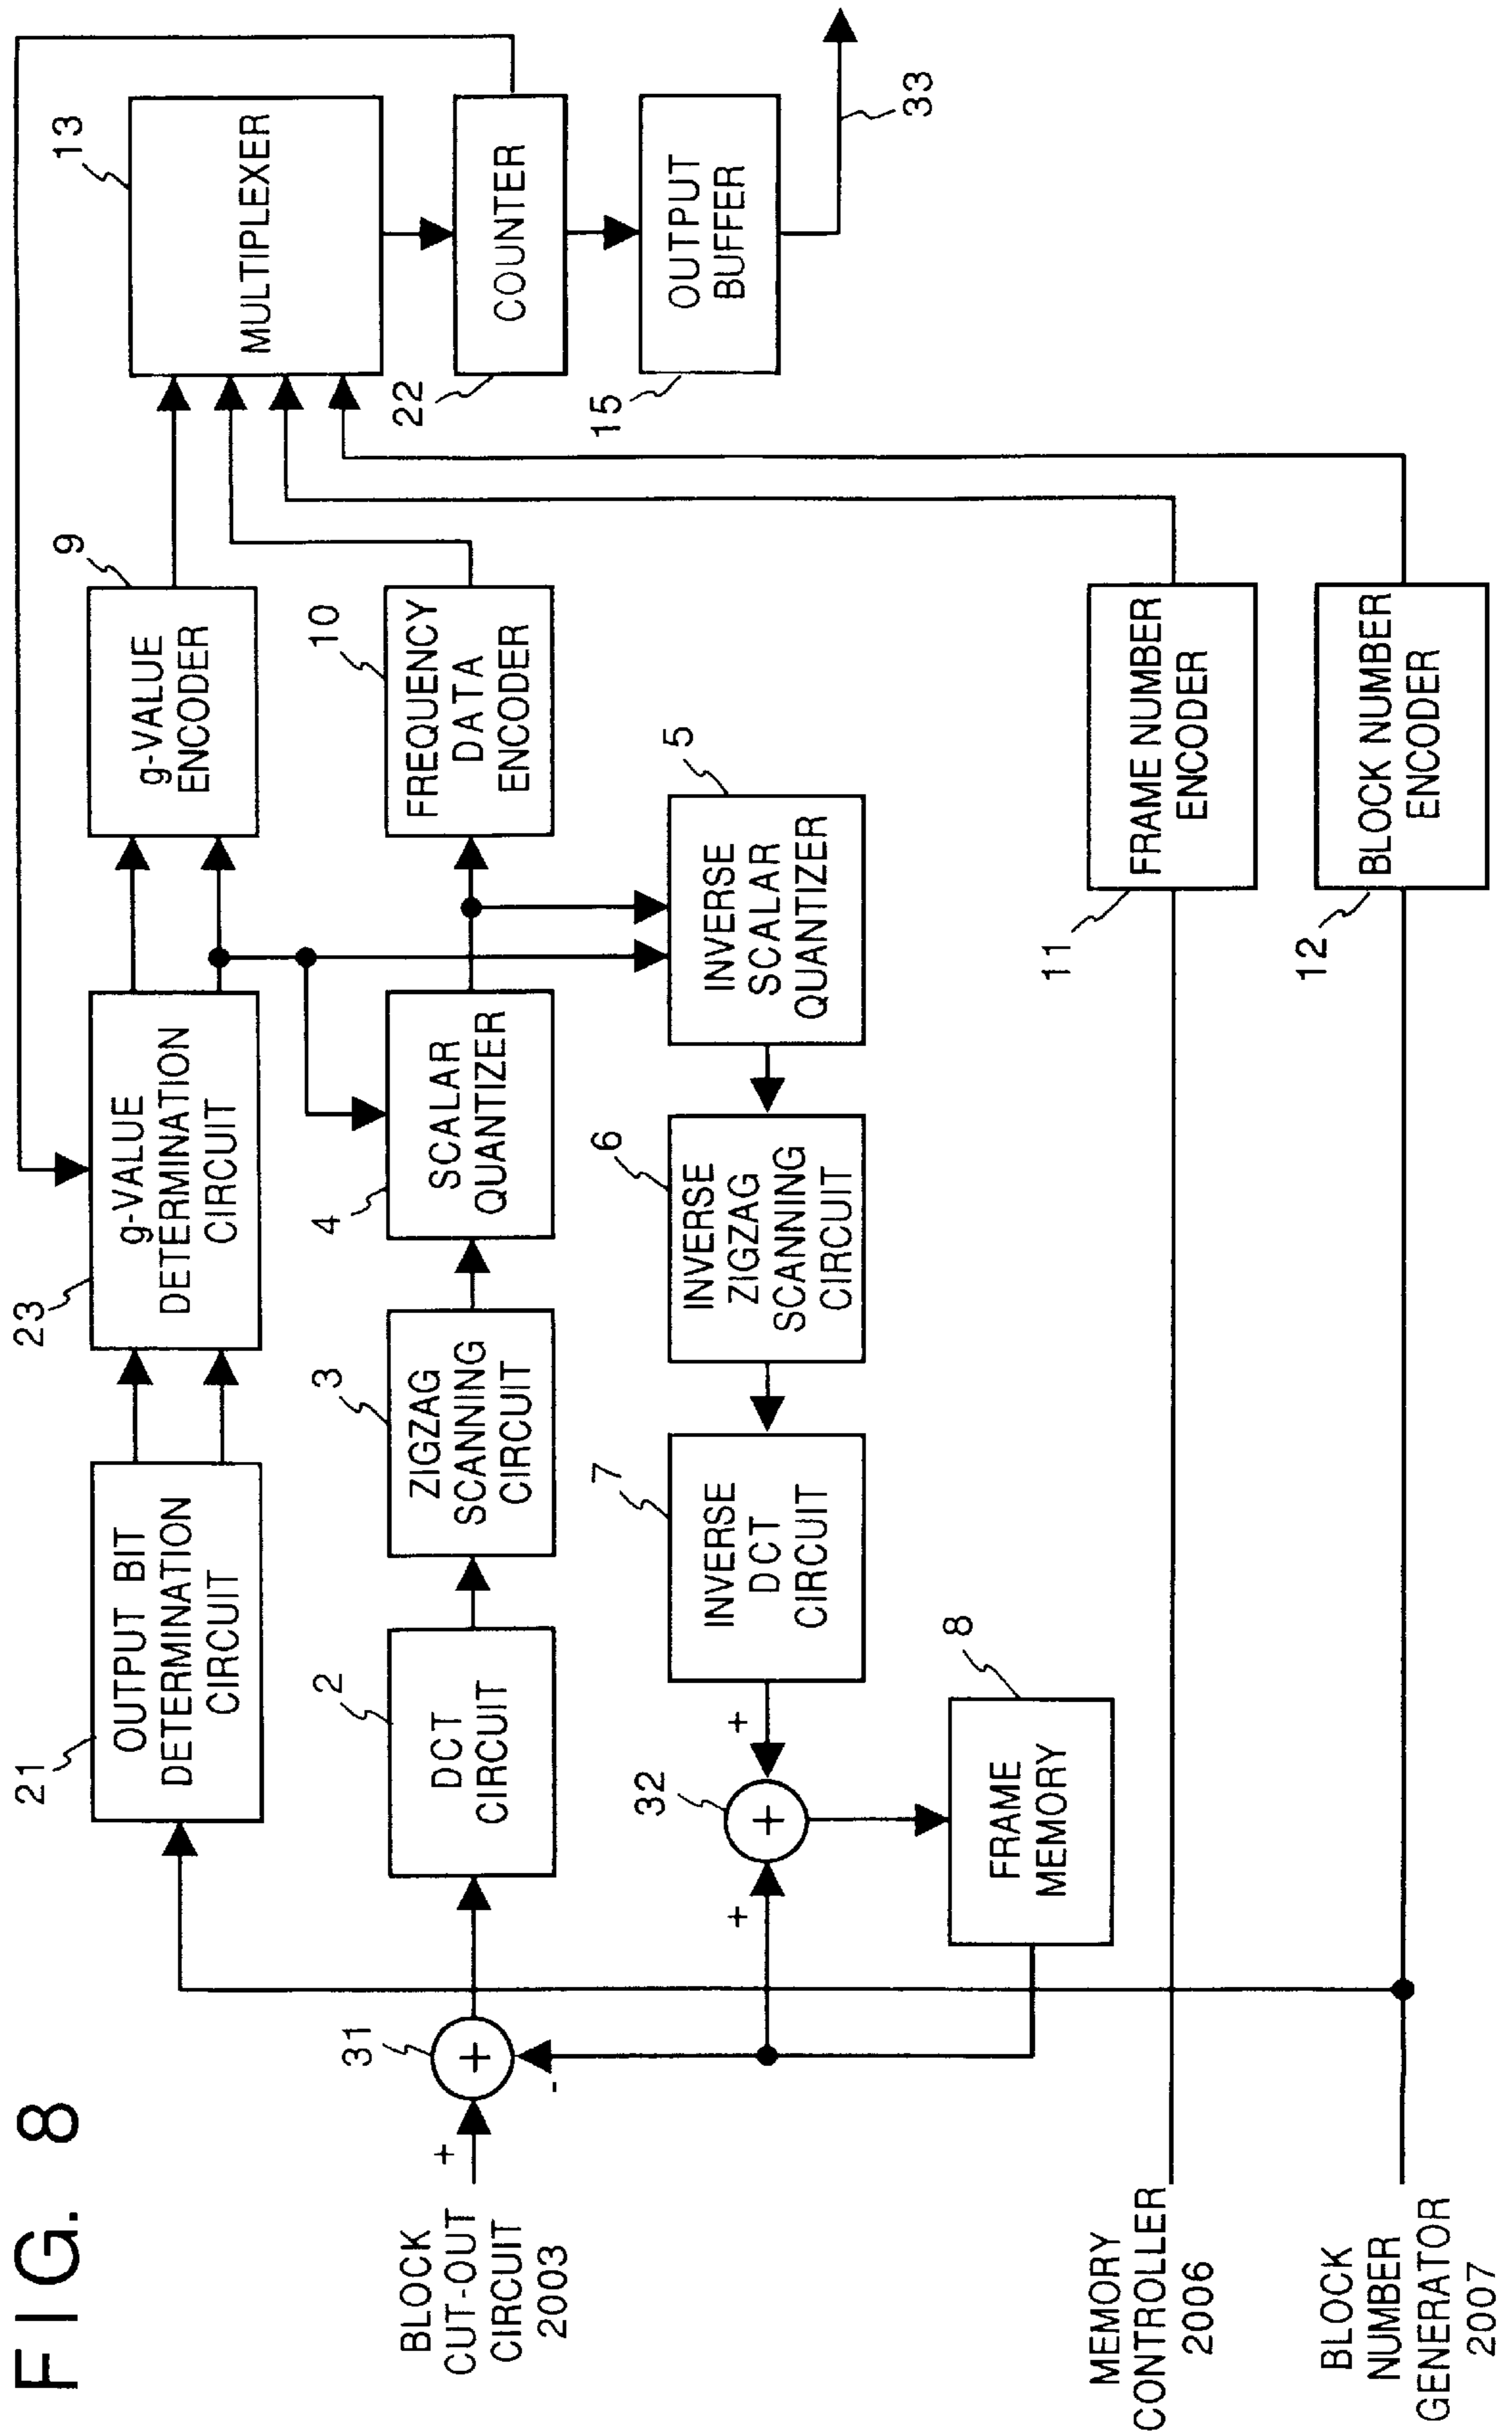 FIG. 8
21
OUTPUT BIT
DETERMINATION
CIRCUIT
23
g-VALUE
DETERMINATION
CIRCUIT
9
g-VALUE
ENCODER
13
MULTIPLEXER
BLOCK
CUT-OUT
CIRCUIT
2003
+
31
+
-
2
DCT
CIRCUIT
3
ZIGZAG
SCANNING
CIRCUIT
4
SCALAR
QUANTIZER
10
FREQUENCY
DATA
ENCODER
22
COUNTER
32
+
+
+
7
INVERSE
DCT
CIRCUIT
6
INVERSE
ZIGZAG
SCANNING
CIRCUIT
5
INVERSE
SCALAR
QUANTIZER
15
OUTPUT
BUFFER
33
8
FRAME
MEMORY
MEMORY
CONTROLLER
2006
11
FRAME NUMBER
ENCODER
BLOCK
NUMBER
GENERATOR
2007
12
BLOCK NUMBER
ENCODER